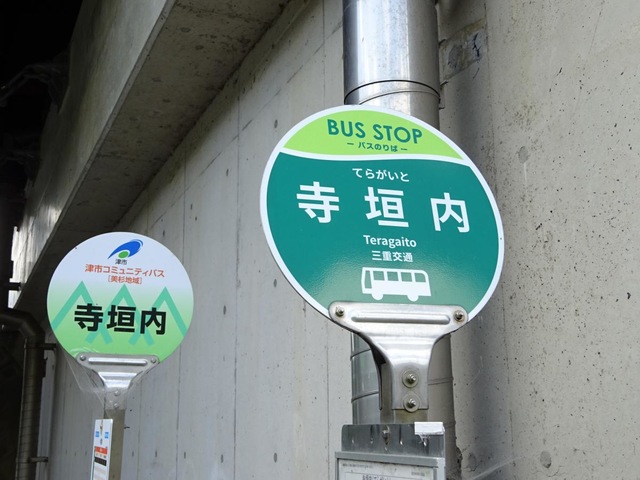 BUS STOP
ー バスのりば ー
てらがいと
寺垣内
Teragaito
三重交通
津市
津市コミュニティバス
［美杉地域］
寺垣内